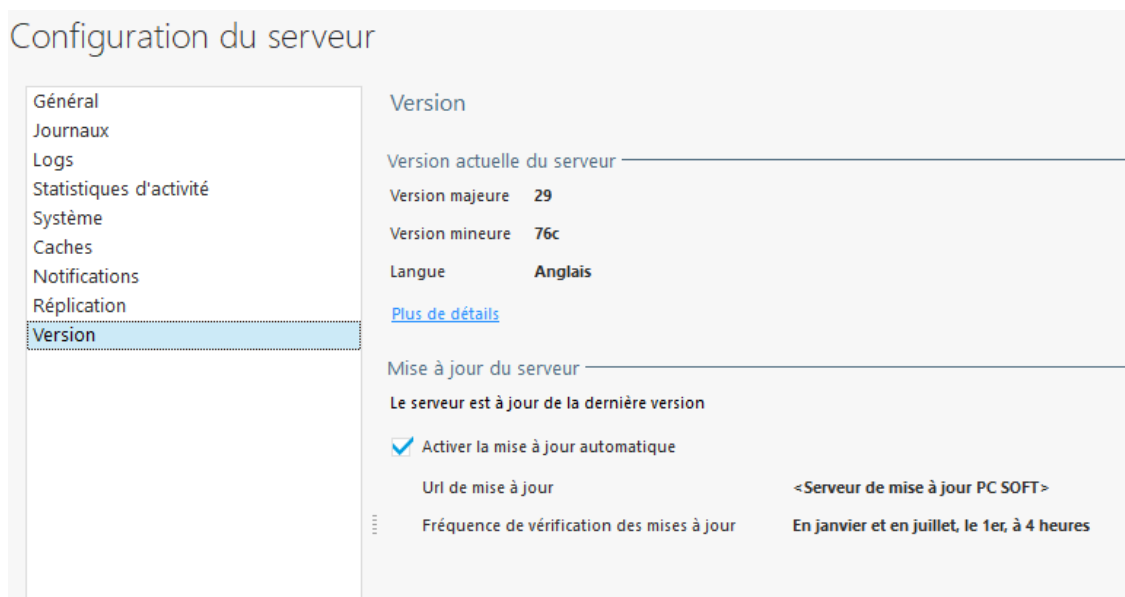 Configuration du serveur
Général
Journaux
Logs
Statistiques d'activité
Système
Caches
Notifications
Réplication
Version
Version
Version actuelle du serveur
Version majeure 29
Version mineure 76c
Langue Anglais
Plus de détails
Mise à jour du serveur
Le serveur est à jour de la dernière version
Activer la mise à jour automatique
Url de mise à jour <Serveur de mise à jour PC SOFT>
Fréquence de vérification des mises à jour En janvier et en juillet, le 1er, à 4 heures